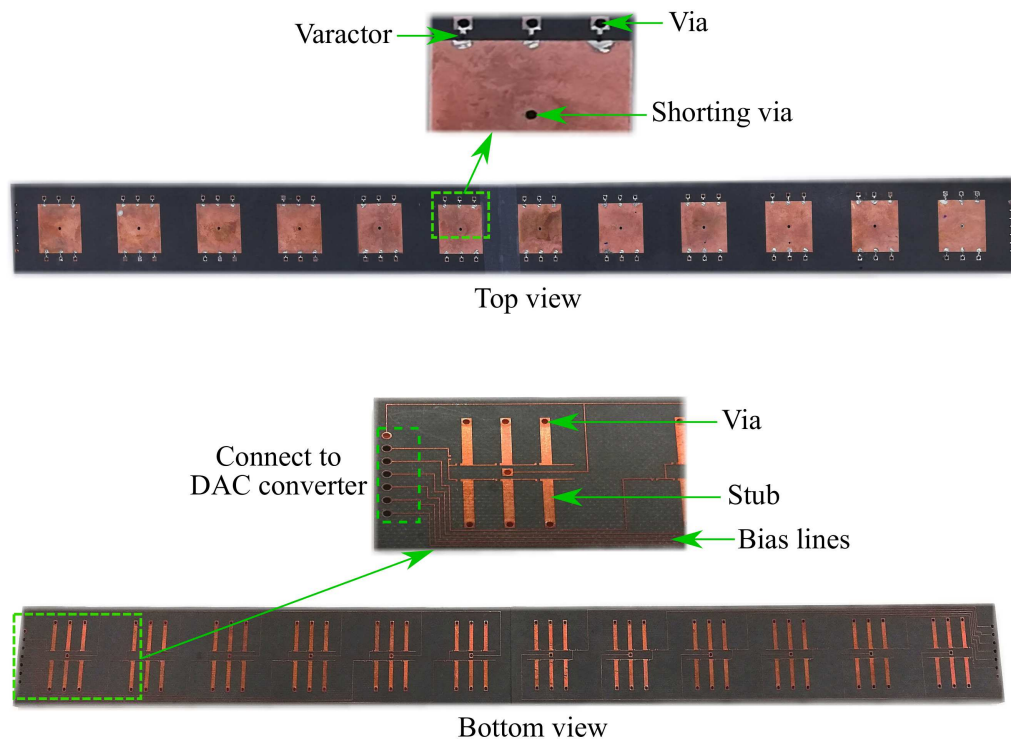 Varactor
Via
Shorting via
Top view
Connect to
DAC converter
Via
Stub
Bias lines
Bottom view